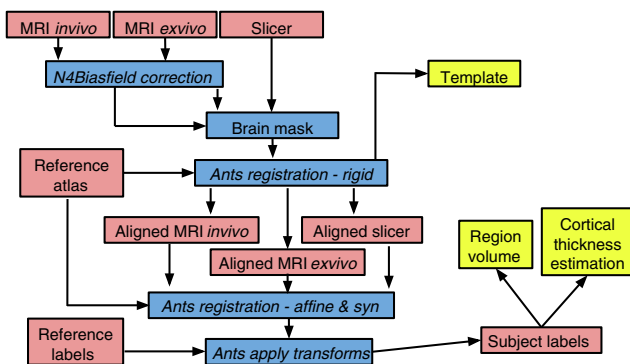 MRI invivo
MRI exvivo
Slicer
N4Biasfield correction
Template
Brain mask
Reference
atlas
Ants registration - rigid
Aligned MRI invivo
Aligned slicer
Aligned MRI exvivo
Region
volume
Cortical
thickness
estimation
Ants registration - affine & syn
Reference
labels
Ants apply transforms
Subject labels